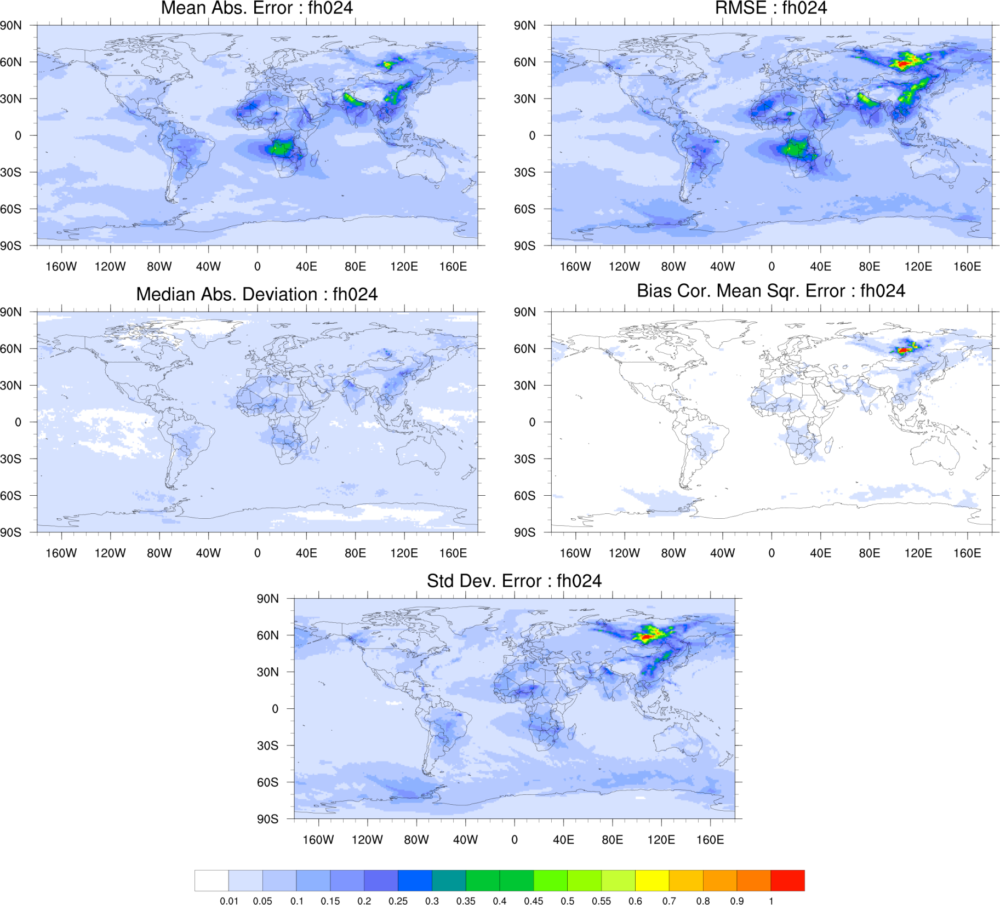 Mean Abs. Error : fh024
90N
60N
30N
0
30S
60S
90S
160W 120W 80W 40W 0 40E 80E 120E 160E
RMSE : fh024
90N
60N
30N
0
30S
60S
90S
160W 120W 80W 40W 0 40E 80E 120E 160E
Median Abs. Deviation : fh024
90N
60N
30N
0
30S
60S
90S
160W 120W 80W 40W 0 40E 80E 120E 160E
Bias Cor. Mean Sqr. Error : fh024
90N
60N
30N
0
30S
60S
90S
160W 120W 80W 40W 0 40E 80E 120E 160E
Std Dev. Error : fh024
90N
60N
30N
0
30S
60S
90S
160W 120W 80W 40W 0 40E 80E 120E 160E
0.01 0.05 0.1 0.15 0.2 0.25 0.3 0.35 0.4 0.45 0.5 0.55 0.6 0.7 0.8 0.9 1